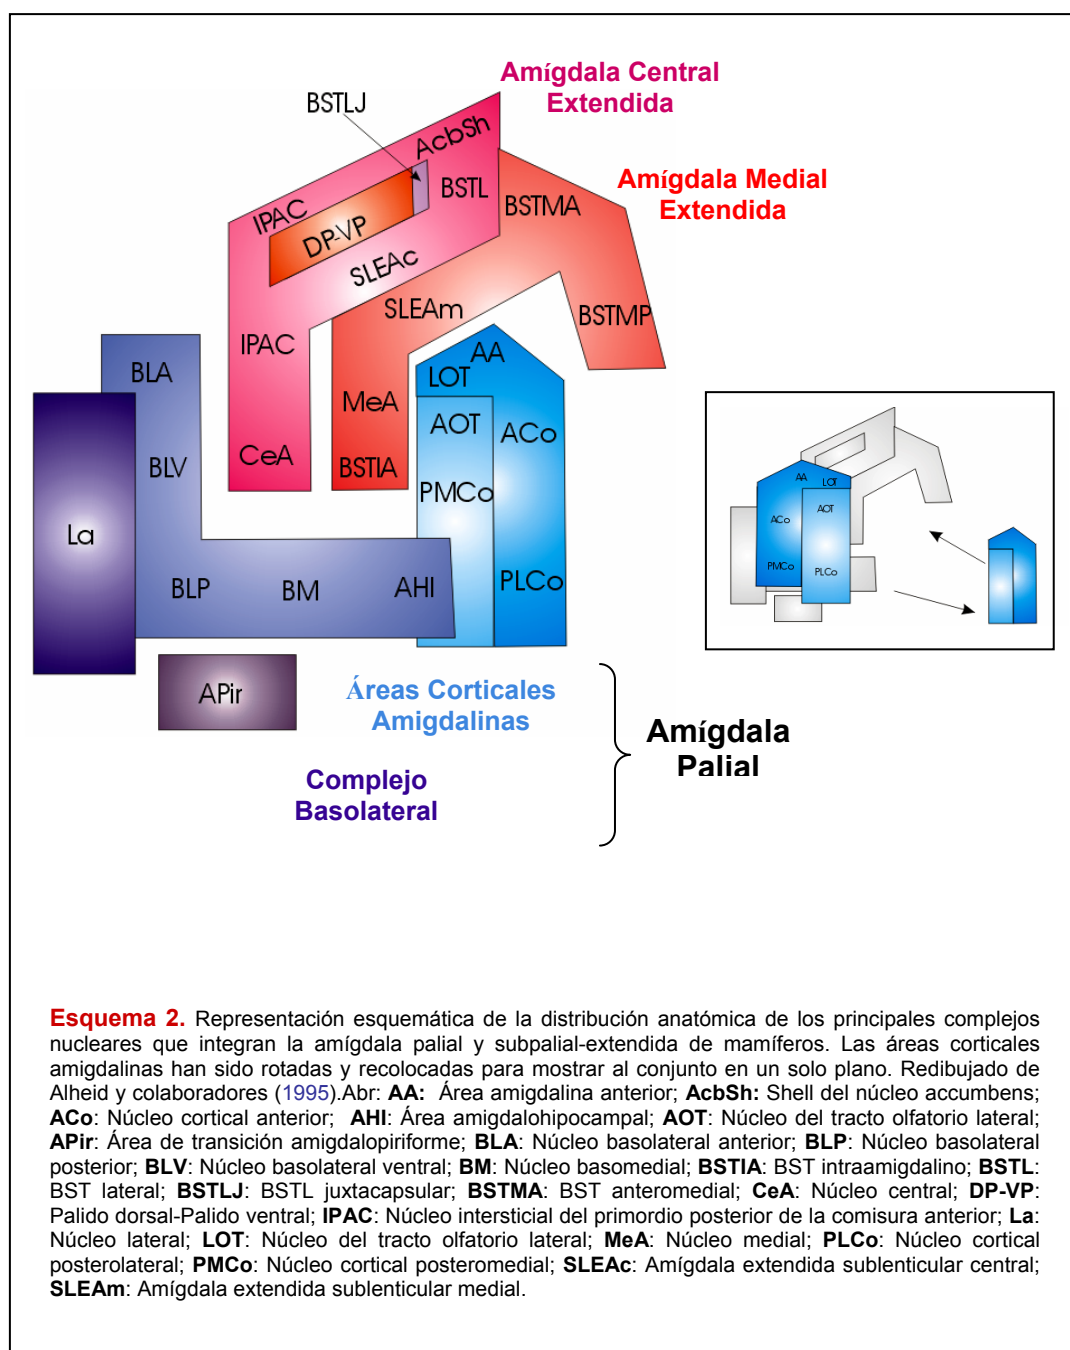 Amígdala Central
Extendida
BSTLJ
AcbSh
BSTL
Amígdala Medial
Extendida
BSTMA
IPAC
DP-VP
SLEAc
SLEAm
BSTMP
IPAC
AA
BLA
LOT
MeA
AOT
ACo
CeA
BSTIA
BLV
PMCo
La
BLP
BM
AHI
PLCo
APir
AA
LOT
AOT
ACo
PMCo
PLCo
Áreas Corticales
Amigdalinas
Amígdala
Palial
Complejo
Basolateral
Esquema 2. Representación esquemática de la distribución anatómica de los principales complejos
nucleares que integran la amígdala palial y subpalial-extendida de mamíferos. Las áreas corticales
amigdalinas han sido rotadas y recolocadas para mostrar al conjunto en un solo plano. Redibujado de
Alheid y colaboradores (1995).Abr: AA: Área amigdalina anterior; AcbSh: Shell del núcleo accumbens;
ACo: Núcleo cortical anterior; AHI: Área amigdalohipocampal; AOT: Núcleo del tracto olfatorio lateral;
APir: Área de transición amigdalopiriforme; BLA: Núcleo basolateral anterior; BLP: Núcleo basolateral
posterior; BLV: Núcleo basolateral ventral; BM: Núcleo basomedial; BSTIA: BST intraamigdalino; BSTL:
BST lateral; BSTLJ: BSTL juxtacapsular; BSTMA: BST anteromedial; CeA: Núcleo central; DP-VP:
Palido dorsal-Palido ventral; IPAC: Núcleo intersticial del primordio posterior de la comisura anterior; La:
Núcleo lateral; LOT: Núcleo del tracto olfatorio lateral; MeA: Núcleo medial; PLCo: Núcleo cortical
posterolateral; PMCo: Núcleo cortical posteromedial; SLEAc: Amígdala extendida sublenticular central;
SLEAm: Amígdala extendida sublenticular medial.